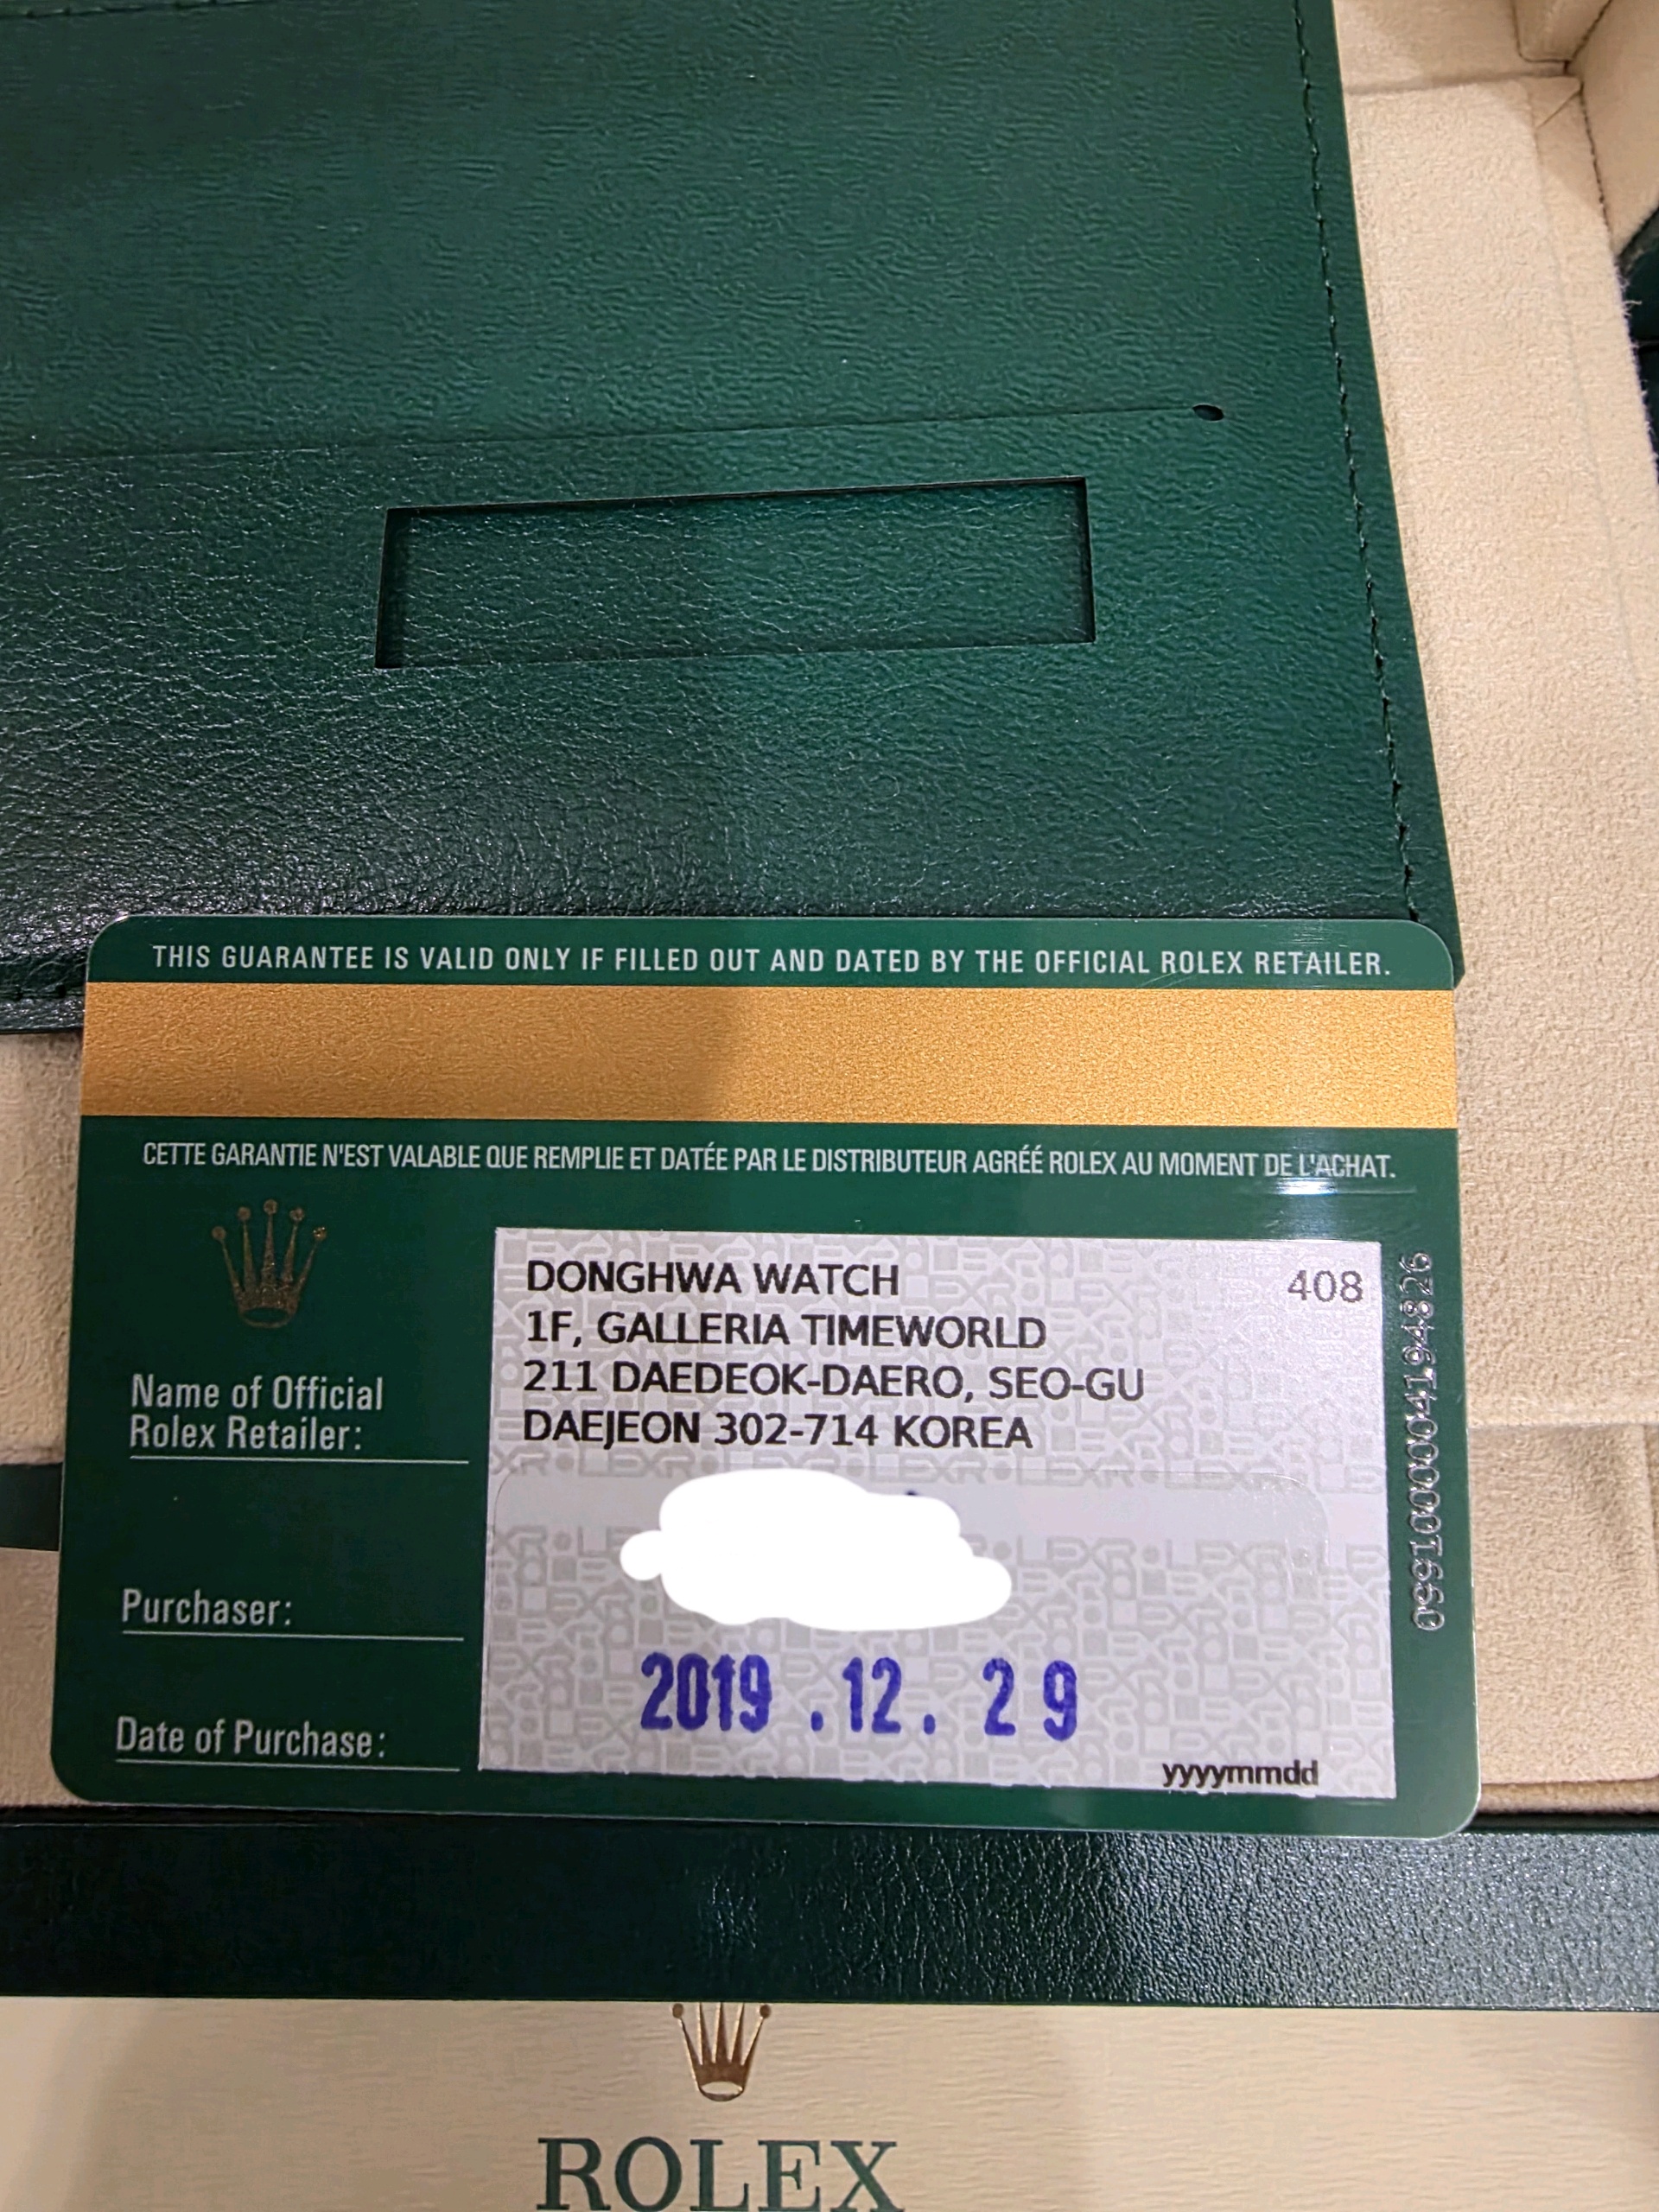 THIS GUARANTEE IS VALID ONLY IF FILLED OUT AND DATED BY THE OFFICIAL ROLEX RETAILER.
CETTE GARANTIE N'EST VALABLE QUE REMPLIE ET DATÉE PAR LE DISTRIBUTEUR AGRÉÉ ROLEX AU MOMENT DE L'ACHAT.
DONGHWA WATCH 408
1F, GALLERIA TIMEWORLD
211 DAEDEOK-DAERO, SEO-GU
DAEJEON 302-714 KOREA
Name of Official
Rolex Retailer:
Purchaser:
Date of Purchase:
2019 .12. 29
yyyymmdd
ROLEX